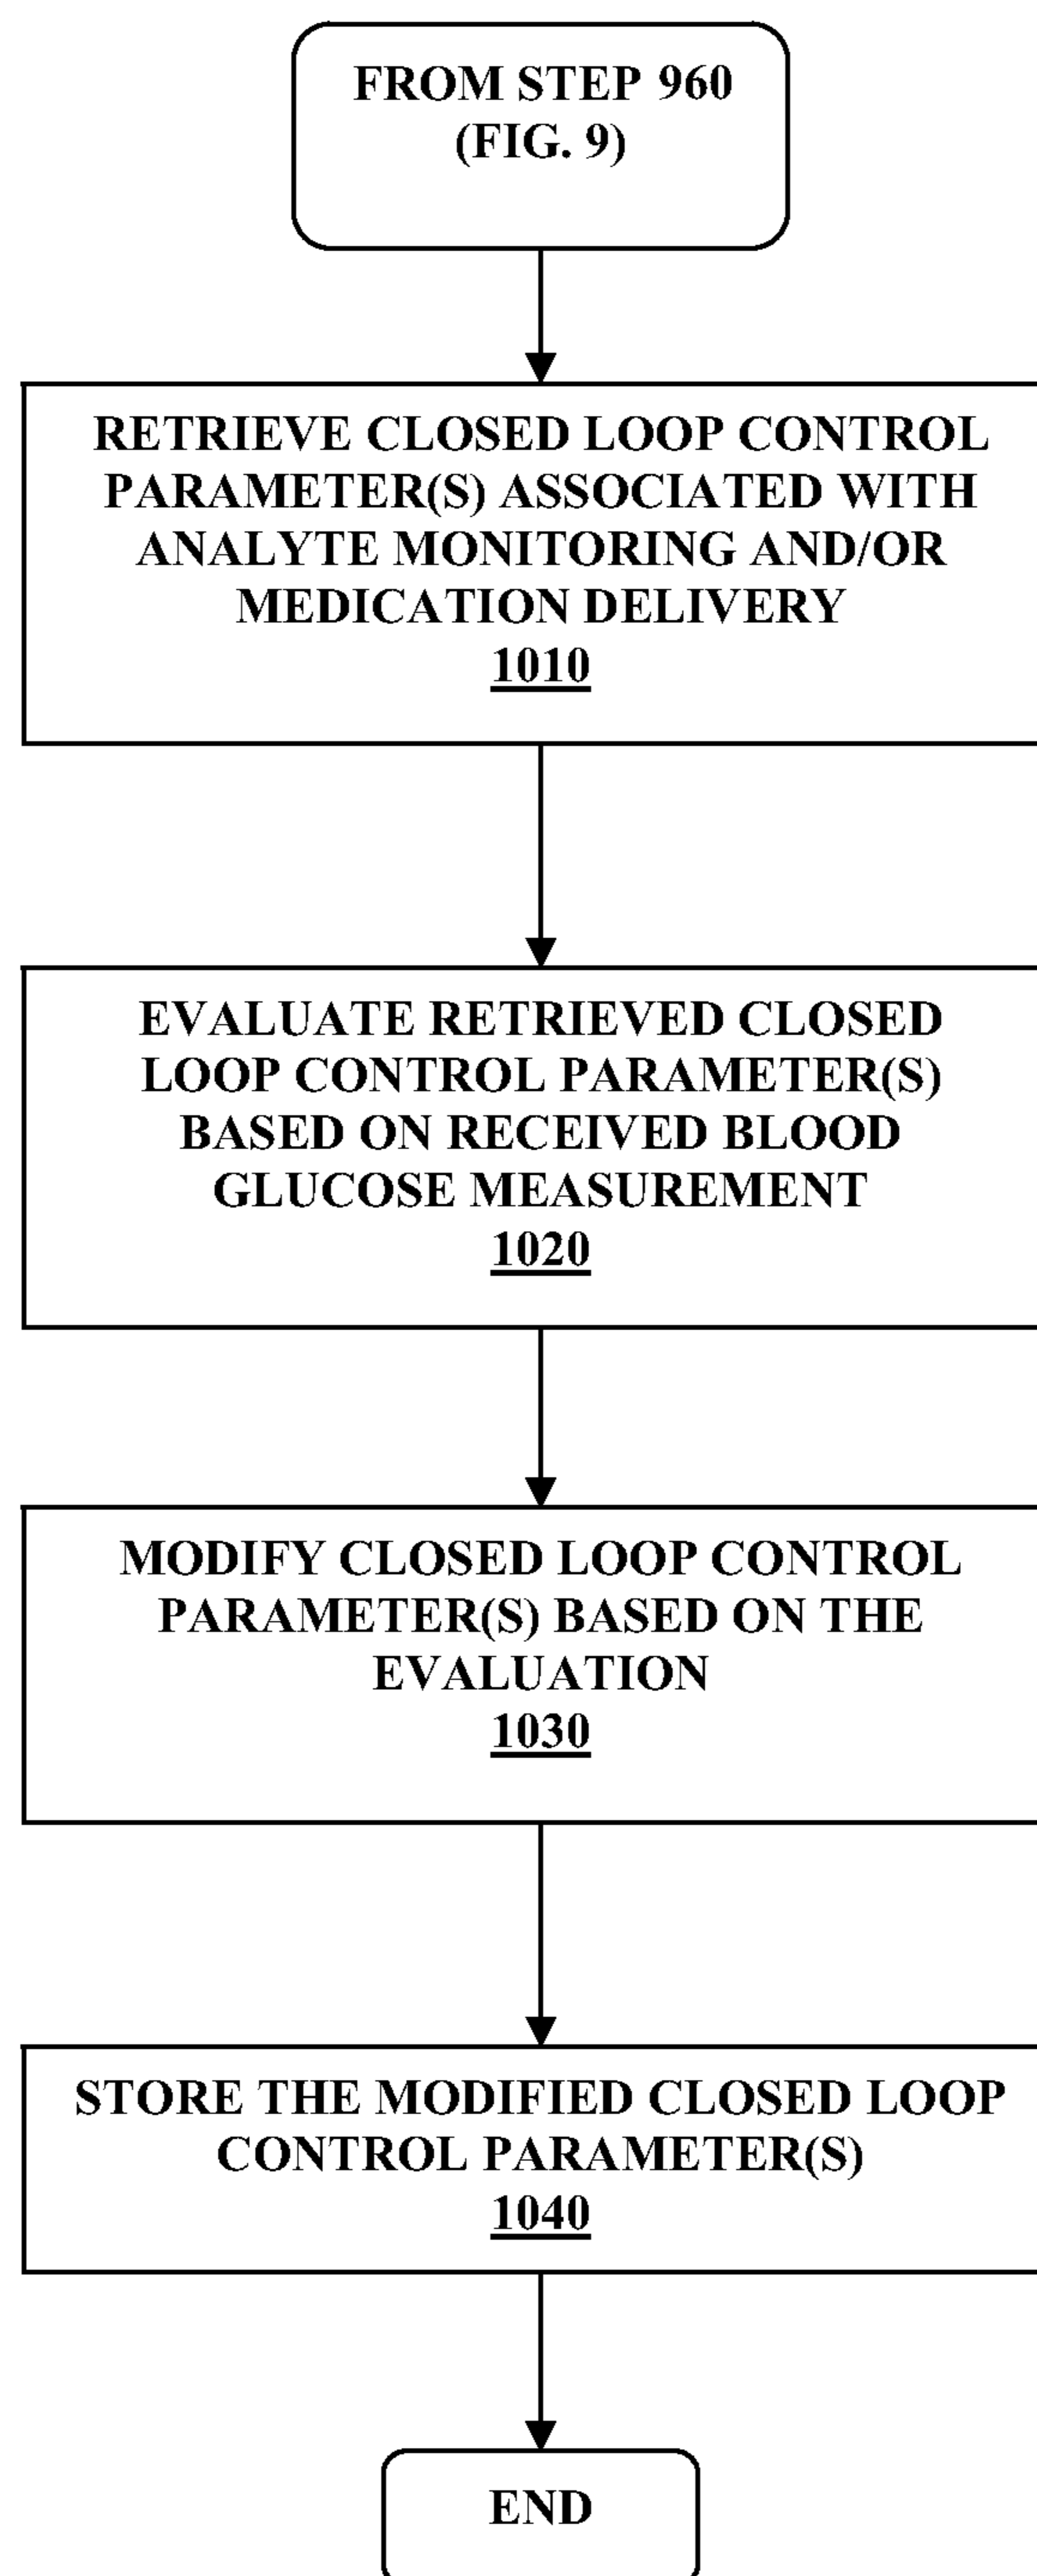 FROM STEP 960
(FIG. 9)
RETRIEVE CLOSED LOOP CONTROL
PARAMETER(S) ASSOCIATED WITH
ANALYTE MONITORING AND/OR
MEDICATION DELIVERY
1010
EVALUATE RETRIEVED CLOSED
LOOP CONTROL PARAMETER(S)
BASED ON RECEIVED BLOOD
GLUCOSE MEASUREMENT
1020
MODIFY CLOSED LOOP CONTROL
PARAMETER(S) BASED ON THE
EVALUATION
1030
STORE THE MODIFIED CLOSED LOOP
CONTROL PARAMETER(S)
1040
END